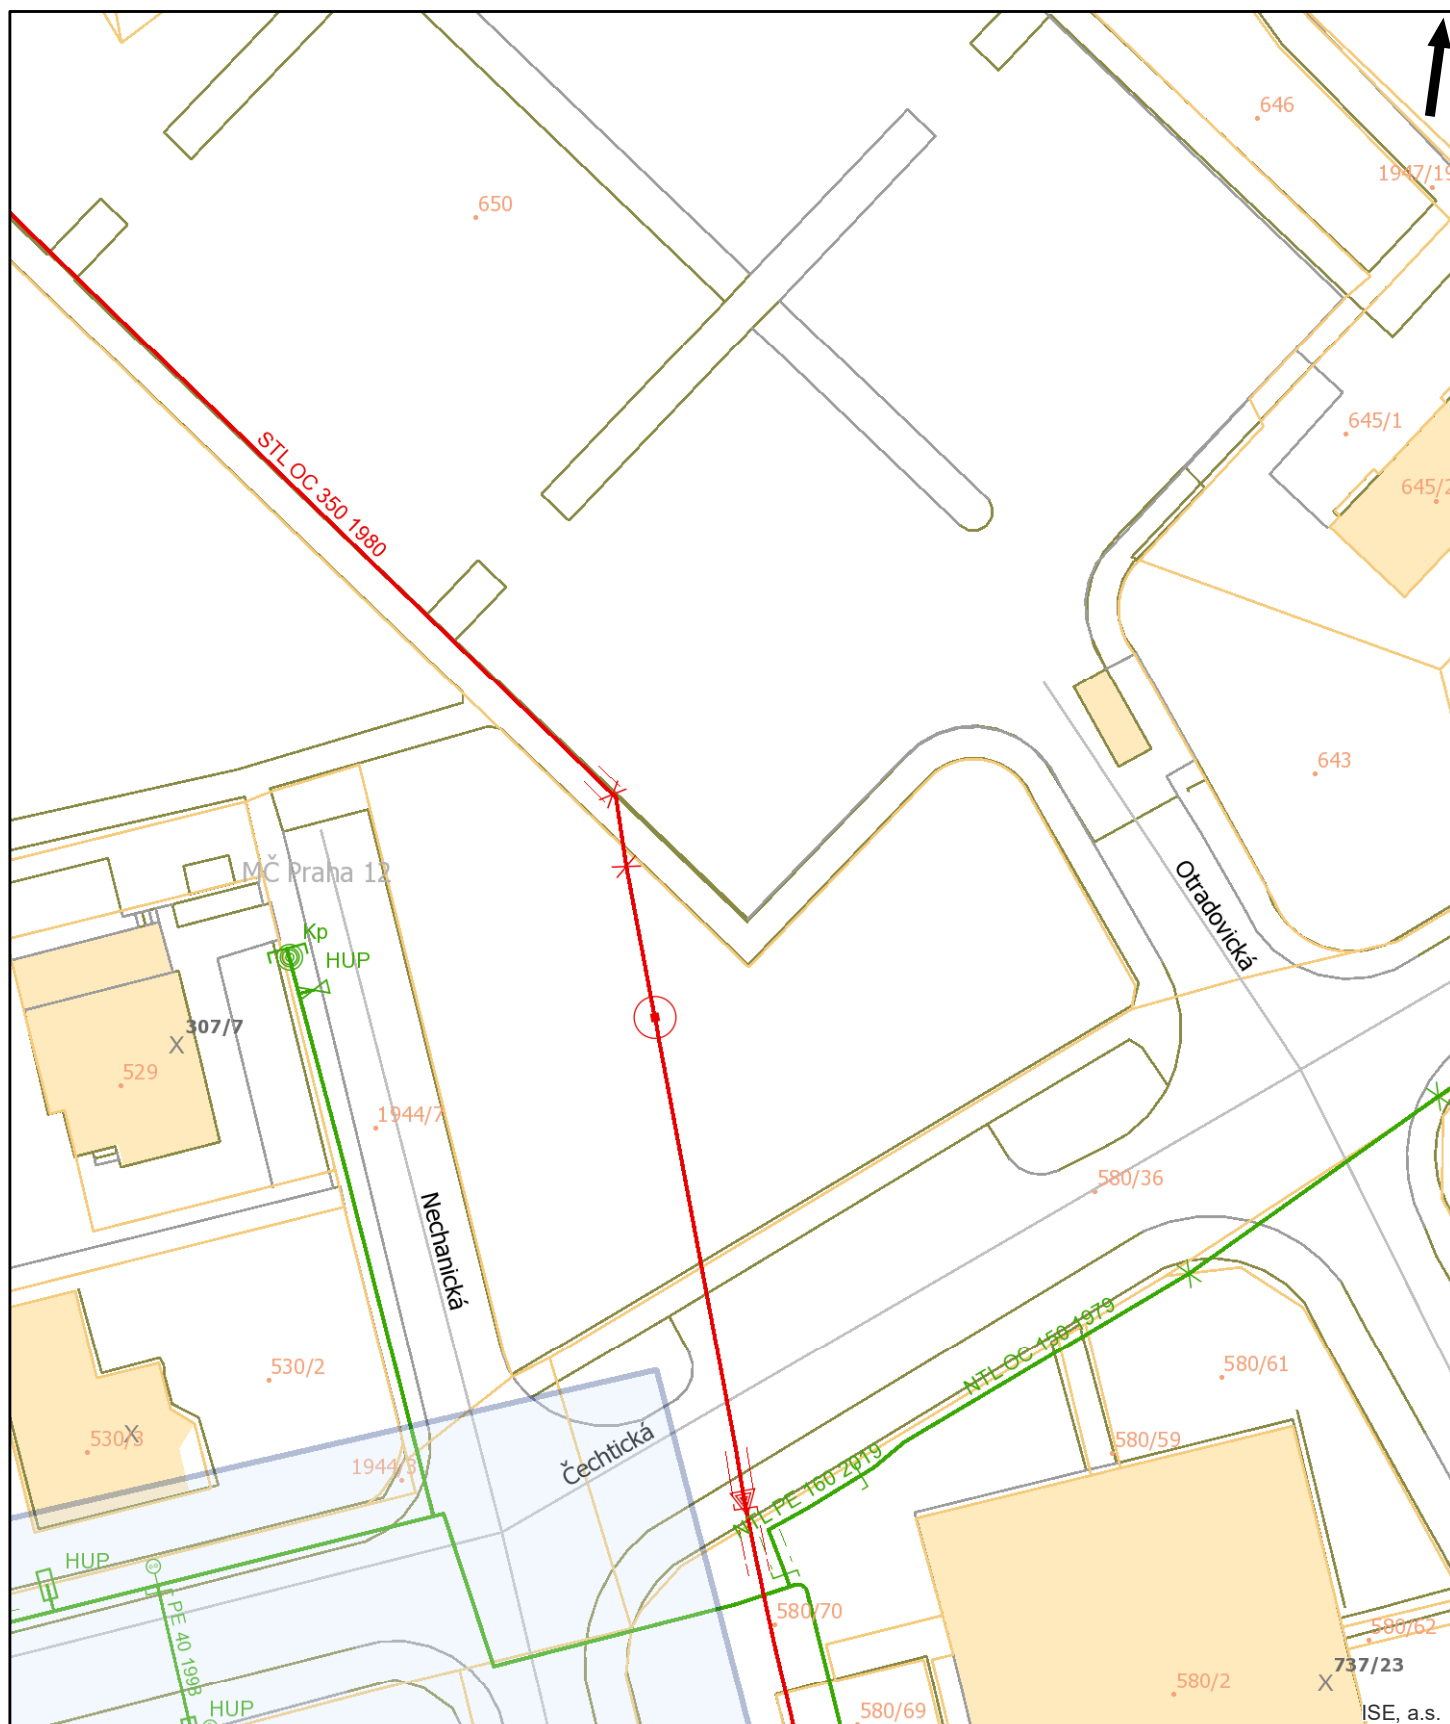 646
1947/19
650
645/1
STL OC 350 1980
645/2
643
MČ Praha 12
Otradovická
Kp
HUP
307/7
529
1944/7
580/36
Nechanická
NTL OC 150 1979
530/2
580/61
530/3
Čechtická
580/59
1944/3
NTL PE 160 2019
HUP
PE 40 1998
580/70
580/62
737/23
580/2
HUP
580/69
ISE, a.s.